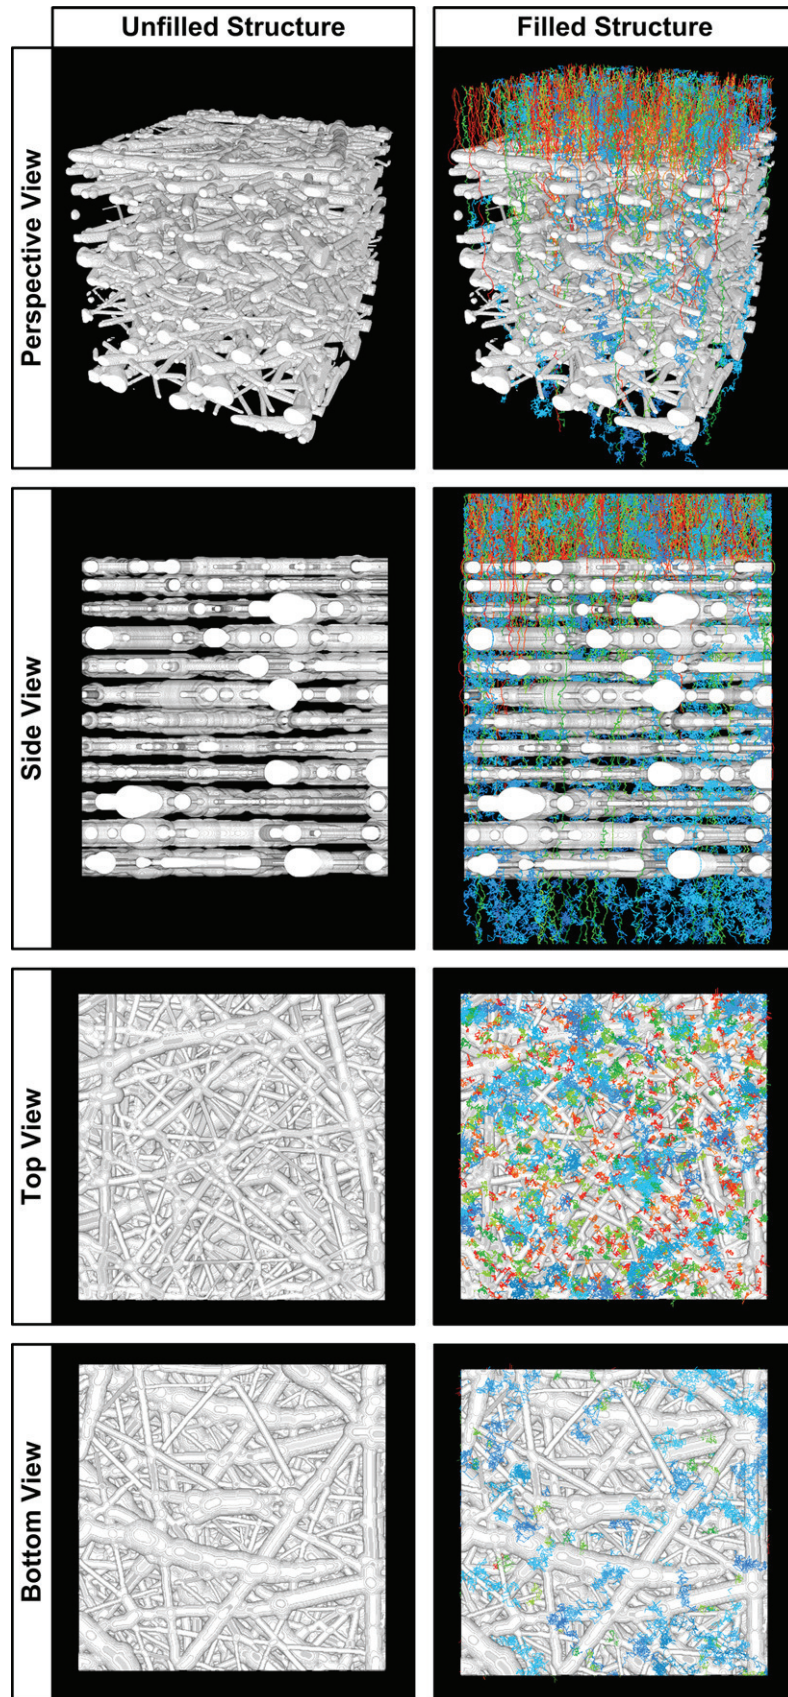 Unfilled Structure
Filled Structure
Perspective View
Side View
Top View
Bottom View